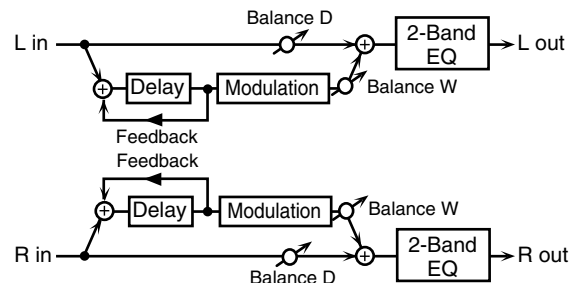 Balance D
L in
2-Band
EQ
L out
Delay
Modulation
Balance W
Feedback
Feedback
Delay
Modulation
Balance W
R in
2-Band
EQ
R out
Balance D